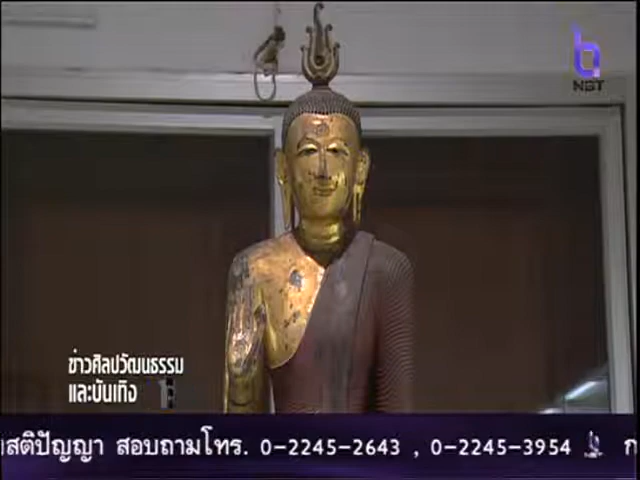 NBT
ข่าวศิลปวัฒนธรรม
และบันเทิง
สติปัญญา สอบถามโทร. 0-2245-2643 , 0-2245-3954